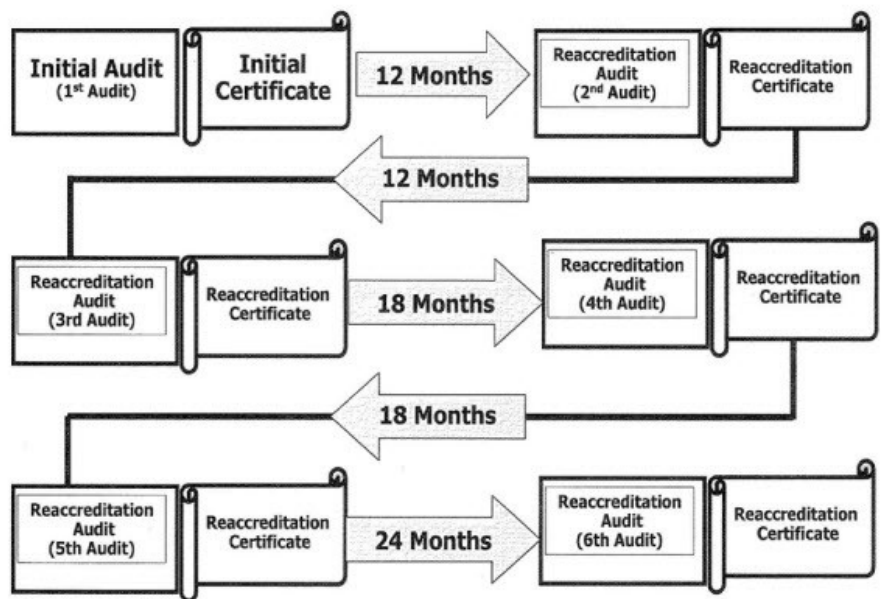 Initial Audit
(1st Audit)
Initial
Certificate
12 Months
Reaccreditation
Audit
(2nd Audit)
Reaccreditation
Certificate
12 Months
Reaccreditation
Audit
(3rd Audit)
Reaccreditation
Certificate
18 Months
Reaccreditation
Audit
(4th Audit)
Reaccreditation
Certificate
18 Months
Reaccreditation
Audit
(5th Audit)
Reaccreditation
Certificate
24 Months
Reaccreditation
Audit
(6th Audit)
Reaccreditation
Certificate